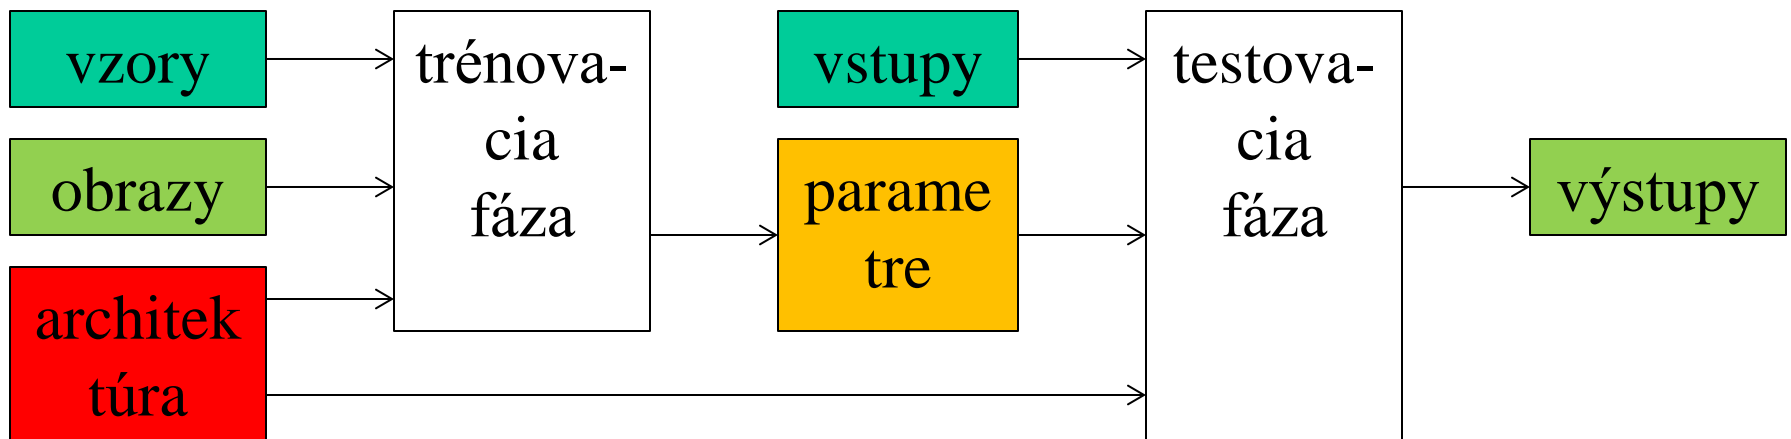 vzory
obrazy
architek
túra
trénova-
cia
fáza
vstupy
parame
tre
testova-
cia
fáza
výstupy